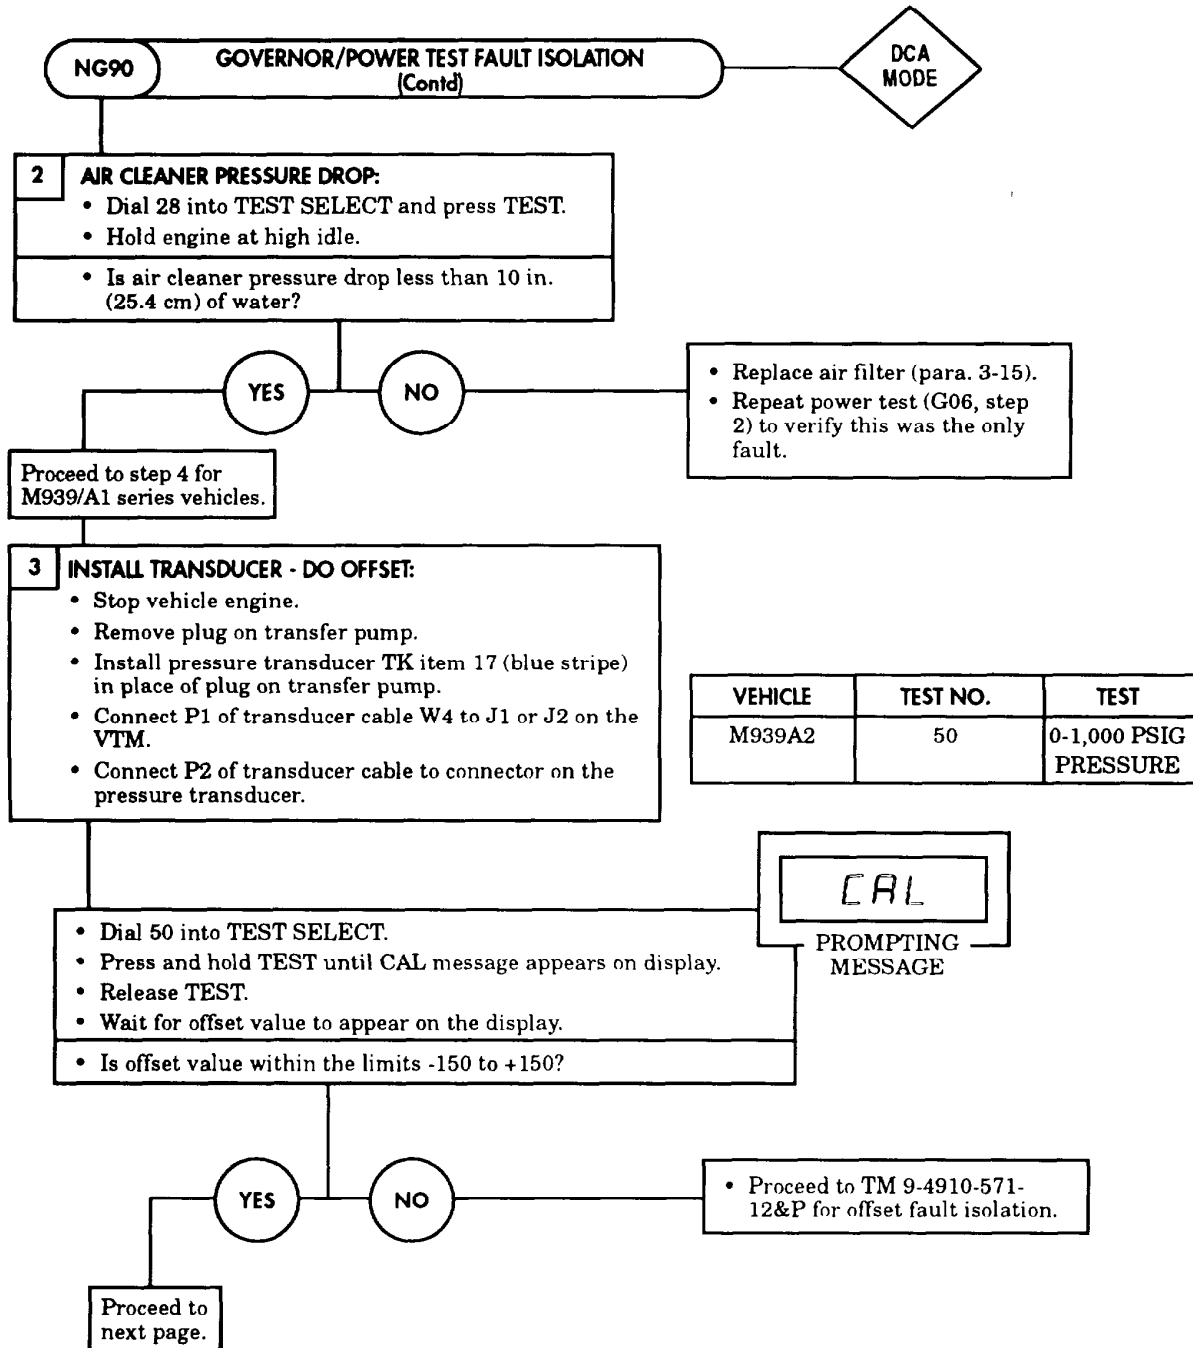 NG90
GOVERNOR/POWER TEST FAULT ISOLATION
(Contd)
DCA
MODE
2
AIR CLEANER PRESSURE DROP:
• Dial 28 into TEST SELECT and press TEST.
• Hold engine at high idle.
• Is air cleaner pressure drop less than 10 in.
(25.4 cm) of water?
YES
NO
• Replace air filter (para. 3-15).
• Repeat power test (G06, step
2) to verify this was the only
fault.
Proceed to step 4 for
M939/A1 series vehicles.
3
INSTALL TRANSDUCER - DO OFFSET:
• Stop vehicle engine.
• Remove plug on transfer pump.
• Install pressure transducer TK item 17 (blue stripe)
in place of plug on transfer pump.
• Connect P1 of transducer cable W4 to J1 or J2 on the
VTM.
• Connect P2 of transducer cable to connector on the
pressure transducer.
VEHICLE TEST NO. TEST
M939A2 50 0-1,000 PSIG
PRESSURE
CAL
PROMPTING
MESSAGE
• Dial 50 into TEST SELECT.
• Press and hold TEST until CAL message appears on display.
• Release TEST.
• Wait for offset value to appear on the display.
• Is offset value within the limits -150 to +150?
YES
NO
• Proceed to TM 9-4910-571-
12&P for offset fault isolation.
Proceed to
next page.